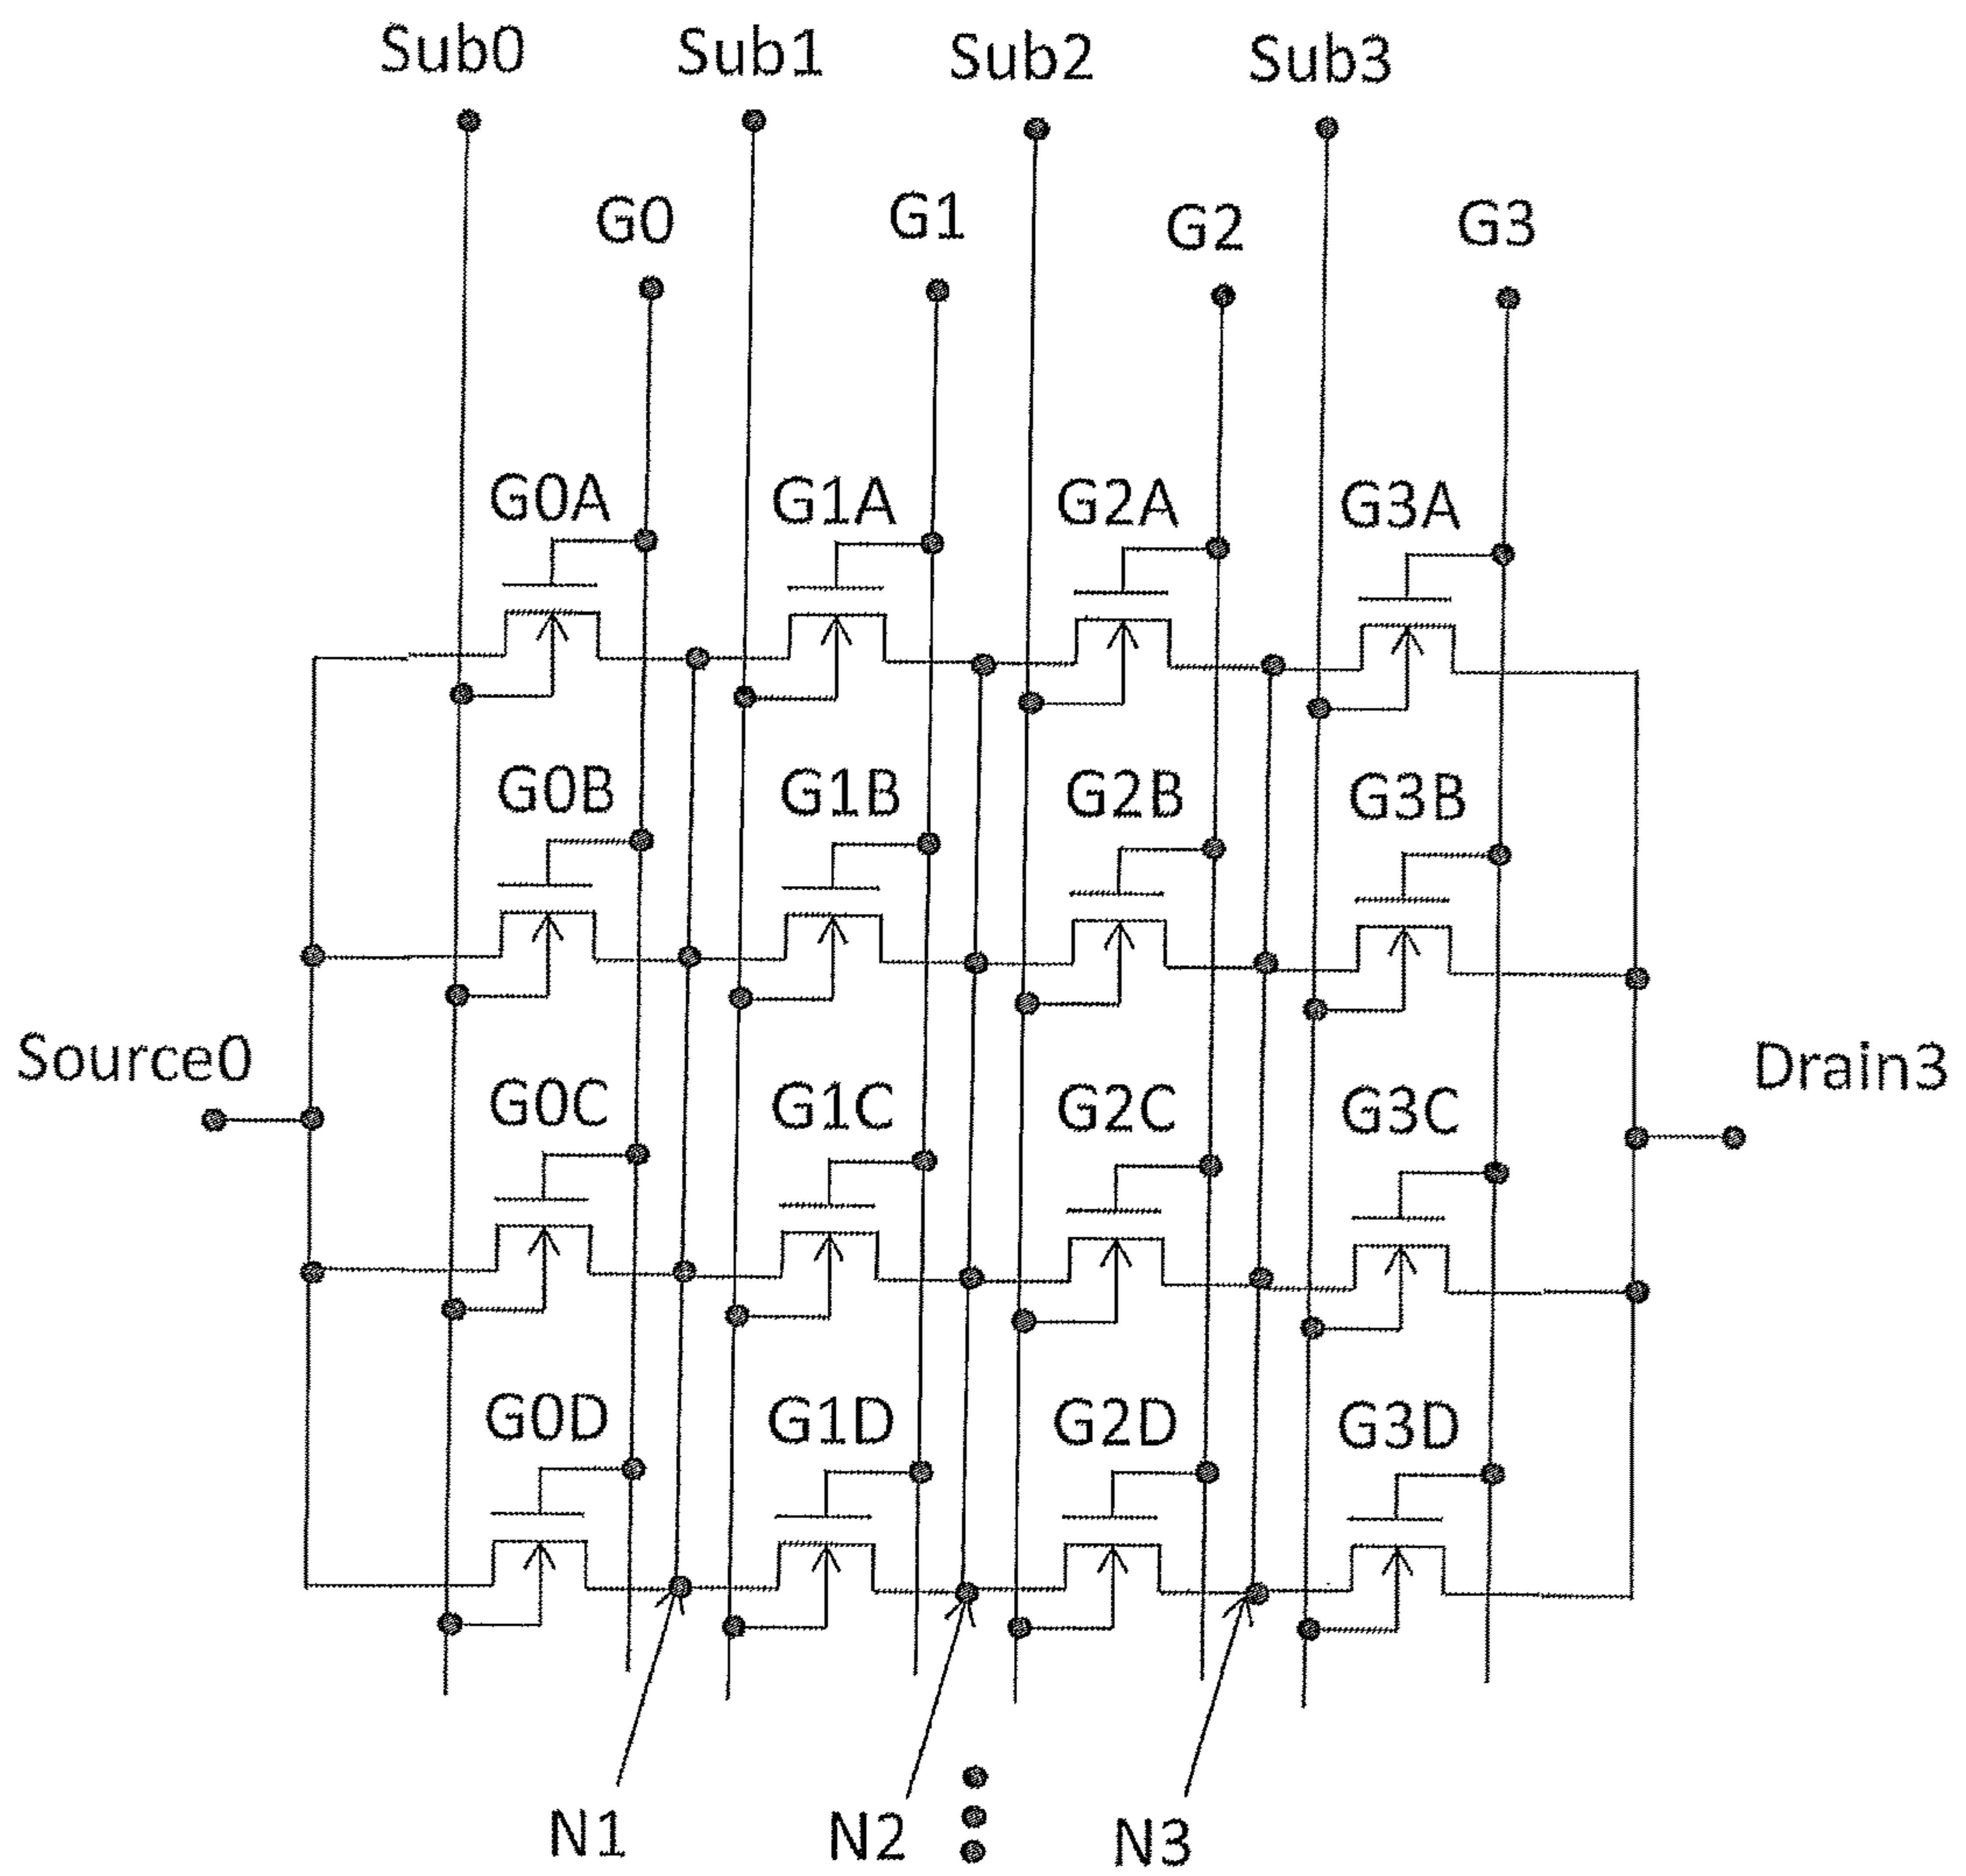 Sub0 Sub1 Sub2 Sub3
G0 G1 G2 G3
G0A G1A G2A G3A
G0B G1B G2B G3B
Source0 Drain3
G0C G1C G2C G3C
G0D G1D G2D G3D
N1 N2 N3